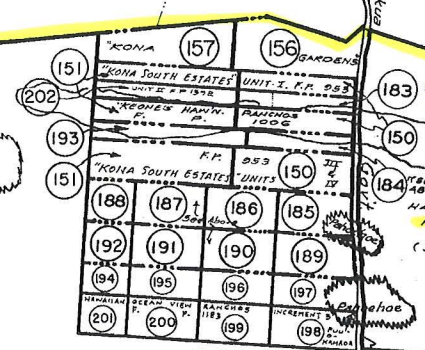 "KONA 157 156 GARDENS
151 "KONA SOUTH ESTATES" UNIT-I. F.P. 953 183
202 UNIT II F.P. 1372
"KEONE'S HAW'N. RANCHOS
F. P. 1006 150
193
F.P. 953 150 III
151 "KONA SOUTH ESTATES" UNITS IV 184
188 187 186 185
See Above
Pahoehoe
192 191 190 189
194 195 196 197
Pahoehoe
HAWAIIAN OCEAN VIEW RANCHOS INCREMENT
F. P. 1183
201 200 199 198